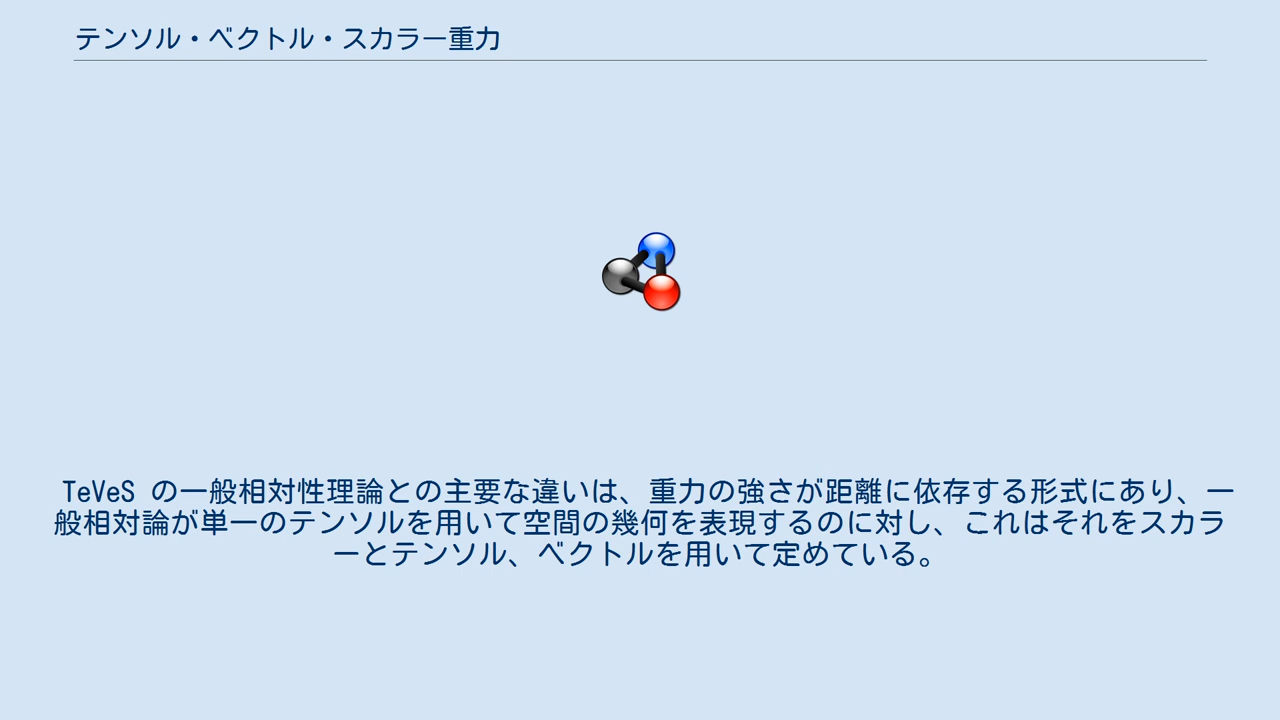 テンソル・ベクトル・スカラー重力
TeVeS の一般相対性理論との主要な違いは、重力の強さが距離に依存する形式にあり、一
般相対論が単一のテンソルを用いて空間の幾何を表現するのに対し、これはそれをスカラ
ーとテンソル、ベクトルを用いて定めている。